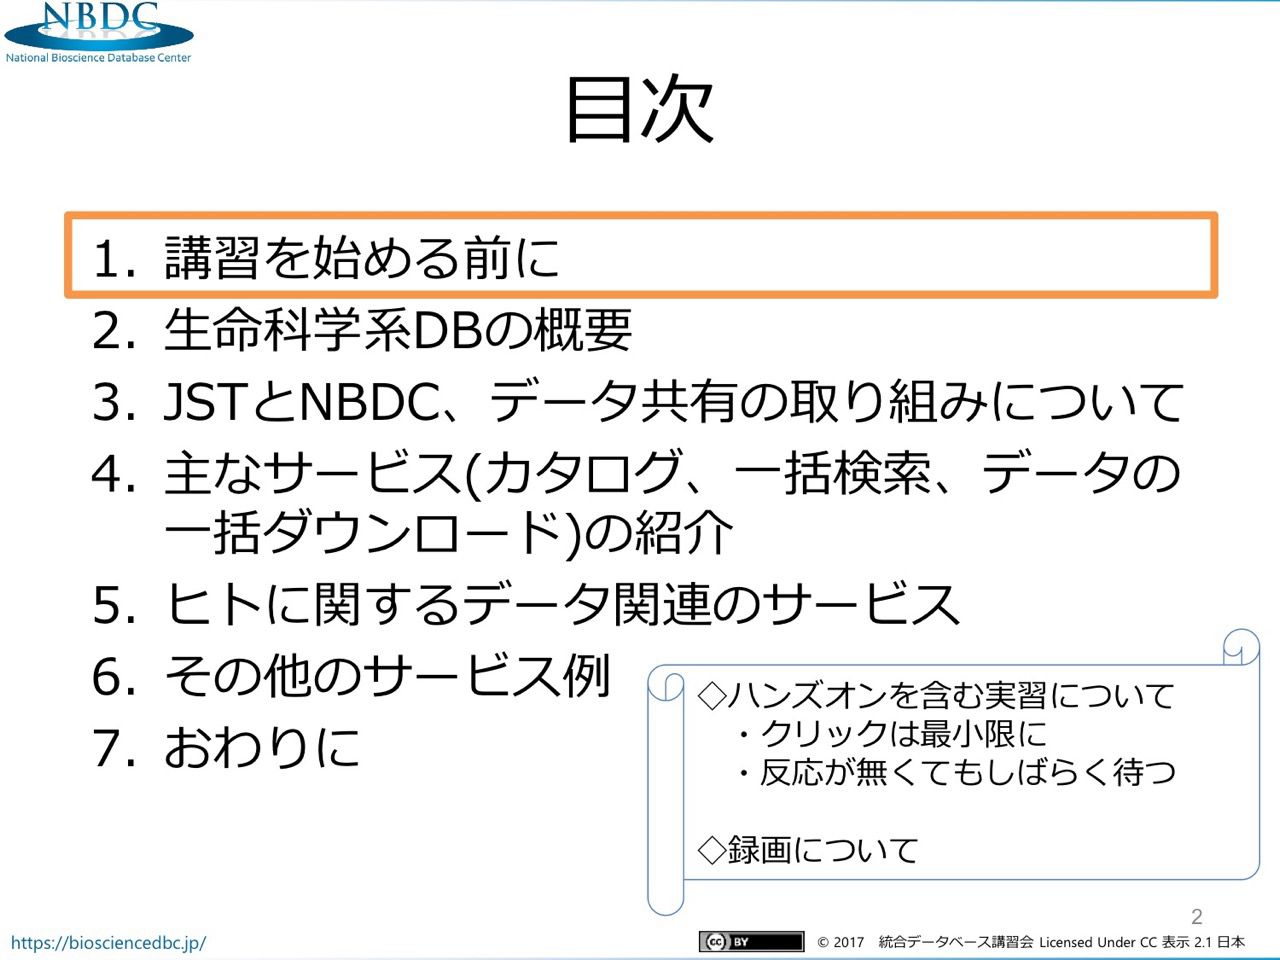 NBDC
National Bioscience Database Center
目次
1. 講習を始める前に
2. 生命科学系DBの概要
3. JSTとNBDC、データ共有の取り組みについて
4. 主なサービス(カタログ、一括検索、データの
一括ダウンロード)の紹介
5. ヒトに関するデータ関連のサービス
6. その他のサービス例
7. おわりに
◇ハンズオンを含む実習について
・クリックは最小限に
・反応が無くてもしばらく待つ
◇録画について
2
https://biosciencedbc.jp/
cc BY
© 2017 統合データベース講習会 Licensed Under CC 表示 2.1 日本